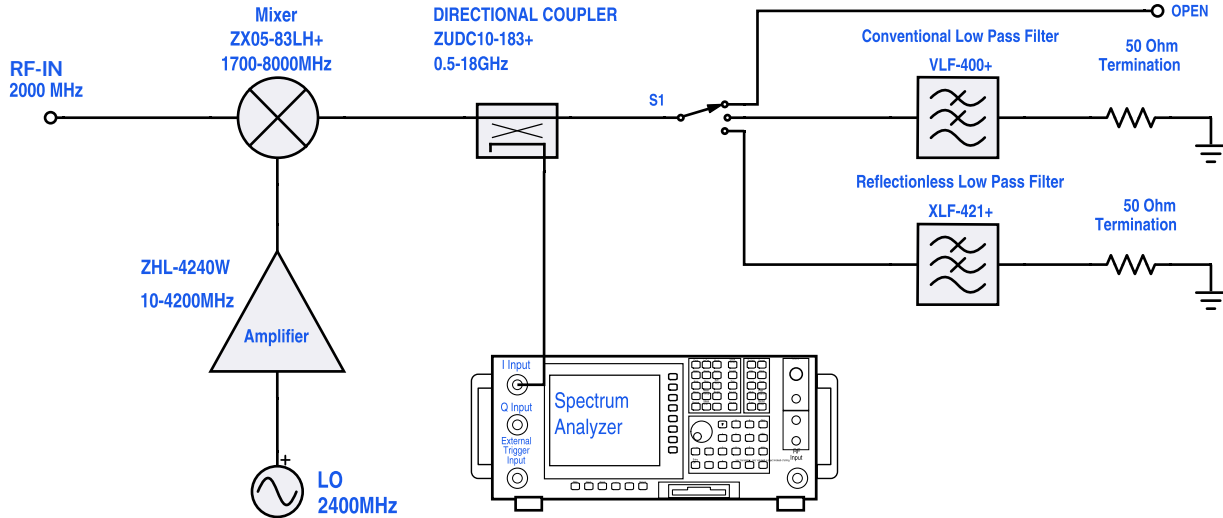 Mixer
ZX05-83LH+
1700-8000MHz
DIRECTIONAL COUPLER
ZUDC10-183+
0.5-18GHz
OPEN
Conventional Low Pass Filter
VLF-400+
50 Ohm
Termination
RF-IN
2000 MHz
S1
Reflectionless Low Pass Filter
XLF-421+
50 Ohm
Termination
ZHL-4240W
10-4200MHz
Amplifier
I Input
Q Input
External
Trigger
Input
Spectrum
Analyzer
RF
Input
+
LO
2400MHz